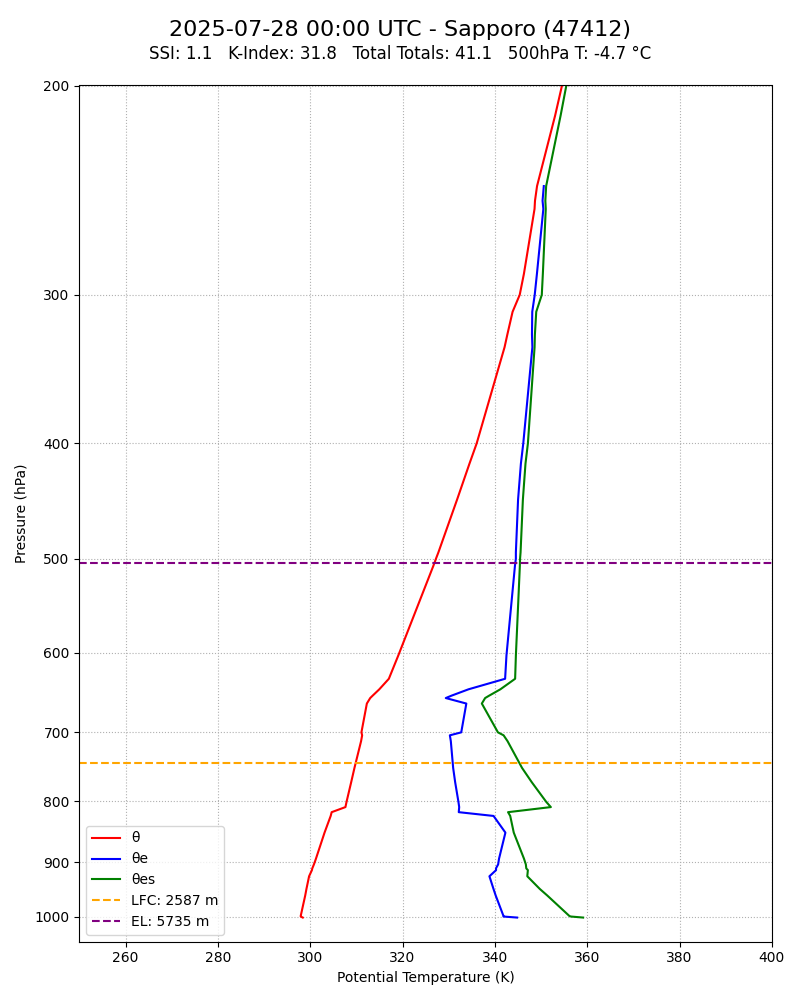 2025-07-28 00:00 UTC - Sapporo (47412)
SSI: 1.1   K-Index: 31.8   Total Totals: 41.1   500hPa T: -4.7 °C
200
300
400
500
600
700
800
900
1000
Pressure (hPa)
θ
θe
θes
LFC: 2587 m
EL: 5735 m
260 280 300 320 340 360 380 400
Potential Temperature (K)